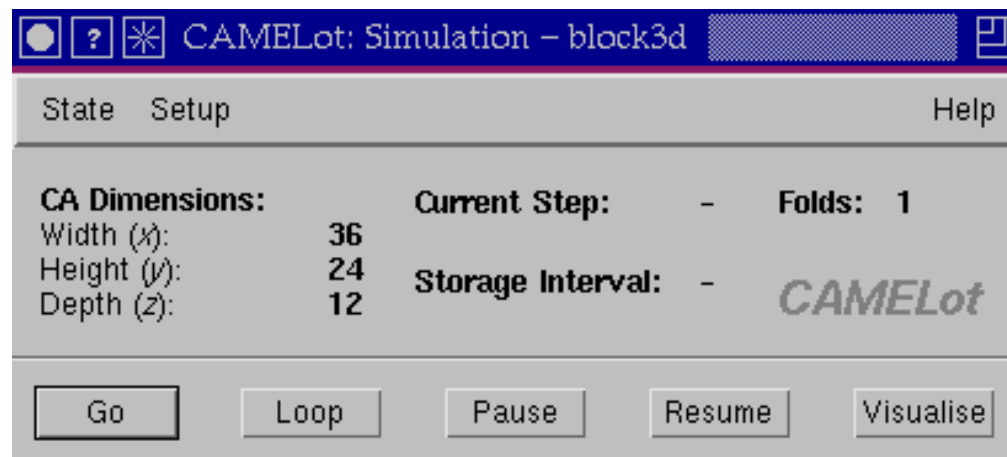 ? CAMELot: Simulation – block3d
State Setup Help
CA Dimensions: Current Step: - Folds: 1
Width (x): 36
Height (y): 24 Storage Interval: -
Depth (z): 12 CAMELot
Go Loop Pause Resume Visualise